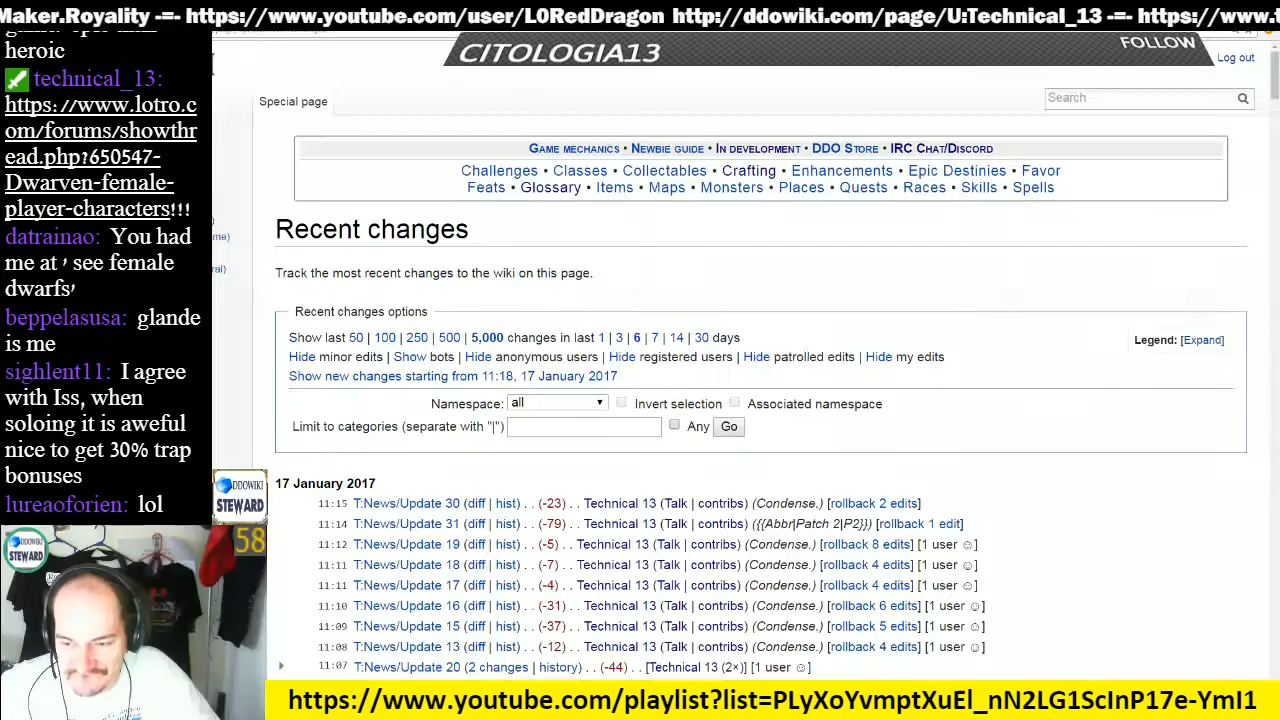 Maker.Royality -=- https://www.youtube.com/user/L0RedDragon http://ddowiki.com/page/U:Technical_13 -=- https://www.t
heroic
technical_13:
https://www.lotro.c
om/forums/showthr
ead.php?650547-
Dwarven-female-
player-characters!!!
datrainao: You had
me at ' see female
dwarfs'
beppelasusa: glande
is me
sighlent11: I agree
with Iss, when
soloing it is aweful
nice to get 30% trap
bonuses
lureaoforien: lol
DDOWIKI
STEWARD
DDOWIKI
STEWARD
58
CITOLOGIA13
FOLLOW
Log out
Special page
Search
Game mechanics • Newbie guide • In development • DDO Store • IRC Chat/Discord
Challenges • Classes • Collectables • Crafting • Enhancements • Epic Destinies • Favor
Feats • Glossary • Items • Maps • Monsters • Places • Quests • Races • Skills • Spells
Recent changes
Track the most recent changes to the wiki on this page.
Recent changes options
Show last 50 | 100 | 250 | 500 | 5,000 changes in last 1 | 3 | 6 | 7 | 14 | 30 days
Legend: [Expand]
Hide minor edits | Show bots | Hide anonymous users | Hide registered users | Hide patrolled edits | Hide my edits
Show new changes starting from 11:18, 17 January 2017
Namespace: all Invert selection Associated namespace
Limit to categories (separate with "|") Any Go
17 January 2017
11:15 T:News/Update 30 (diff | hist) . . (-23) . . Technical 13 (Talk | contribs) (Condense.) [rollback 2 edits]
11:14 T:News/Update 31 (diff | hist) . . (-79) . . Technical 13 (Talk | contribs) ({{Abbr|Patch 2|P2}}) [rollback 1 edit]
11:12 T:News/Update 19 (diff | hist) . . (-5) . . Technical 13 (Talk | contribs) (Condense.) [rollback 8 edits] [1 user ☺]
11:11 T:News/Update 18 (diff | hist) . . (-7) . . Technical 13 (Talk | contribs) (Condense.) [rollback 4 edits] [1 user ☺]
11:11 T:News/Update 17 (diff | hist) . . (-4) . . Technical 13 (Talk | contribs) (Condense.) [rollback 4 edits] [1 user ☺]
11:10 T:News/Update 16 (diff | hist) . . (-31) . . Technical 13 (Talk | contribs) (Condense.) [rollback 6 edits] [1 user ☺]
11:09 T:News/Update 15 (diff | hist) . . (-37) . . Technical 13 (Talk | contribs) (Condense.) [rollback 5 edits] [1 user ☺]
11:08 T:News/Update 13 (diff | hist) . . (-12) . . Technical 13 (Talk | contribs) (Condense.) [rollback 4 edits] [1 user ☺]
11:07 T:News/Update 20 (2 changes | history) . . (-44) . . [Technical 13 (2×)] [1 user ☺]
https://www.youtube.com/playlist?list=PLyXoYvmptXuEl_nN2LG1ScInP17e-YmI1